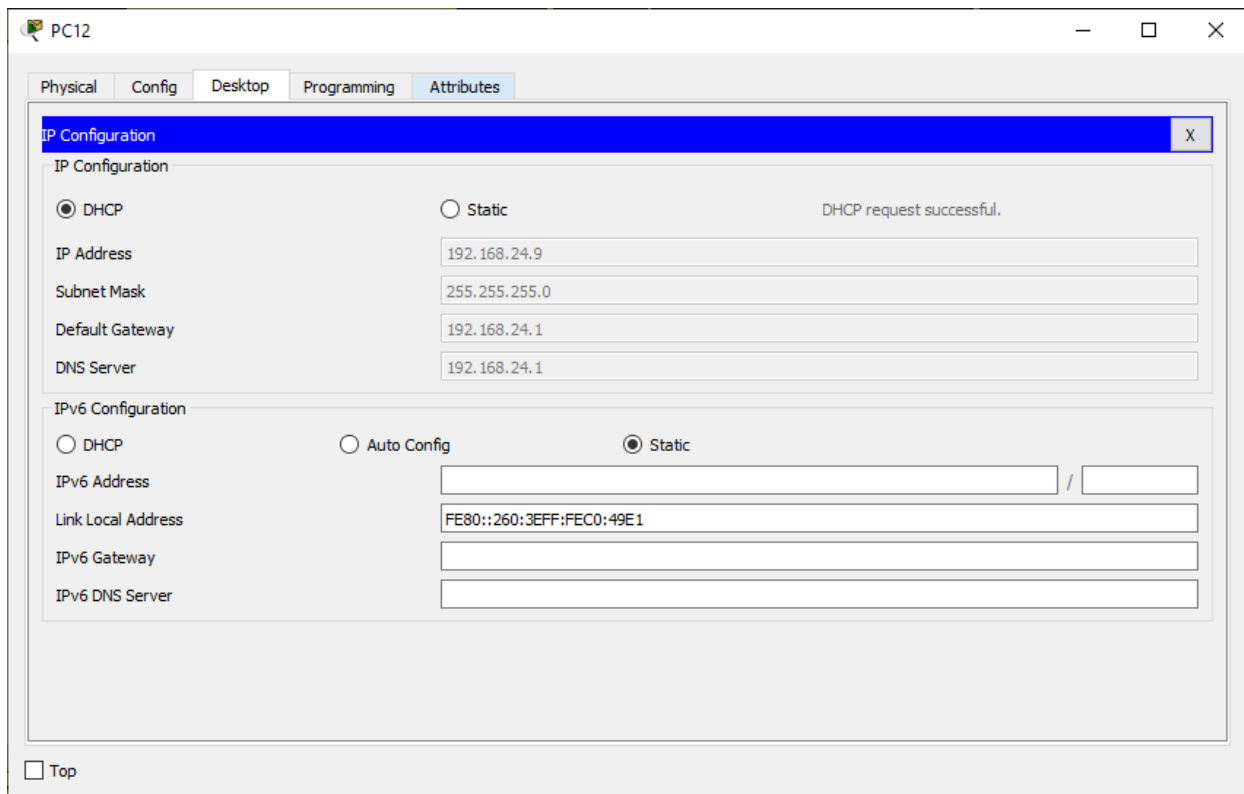 PC12
Physical Config Desktop Programming Attributes
IP Configuration X
IP Configuration
DHCP Static DHCP request successful.
IP Address 192.168.24.9
Subnet Mask 255.255.255.0
Default Gateway 192.168.24.1
DNS Server 192.168.24.1
IPv6 Configuration
DHCP Auto Config Static
IPv6 Address /
Link Local Address FE80::260:3EFF:FEC0:49E1
IPv6 Gateway
IPv6 DNS Server
Top